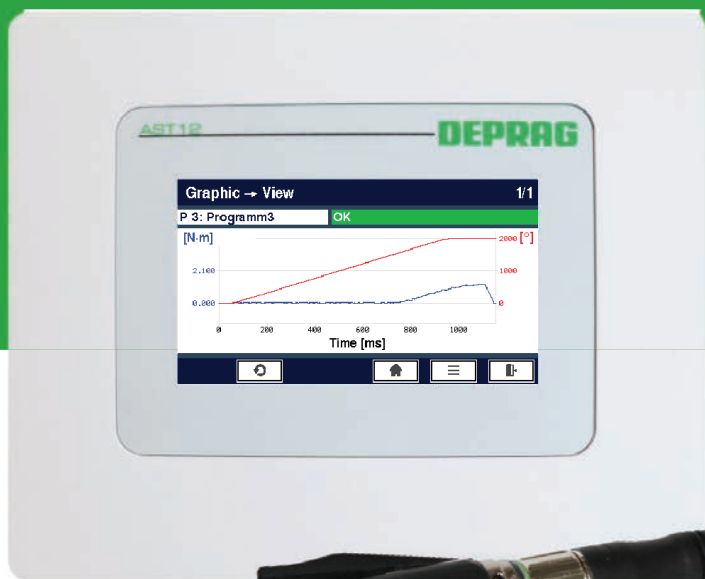 AST12
DEPRAG
Graphic → View 1/1
P 3: Programm3 OK
[N·m] 2000 [°]
2.100 1000
0.000 0
0 200 400 600 800 1000
Time [ms]